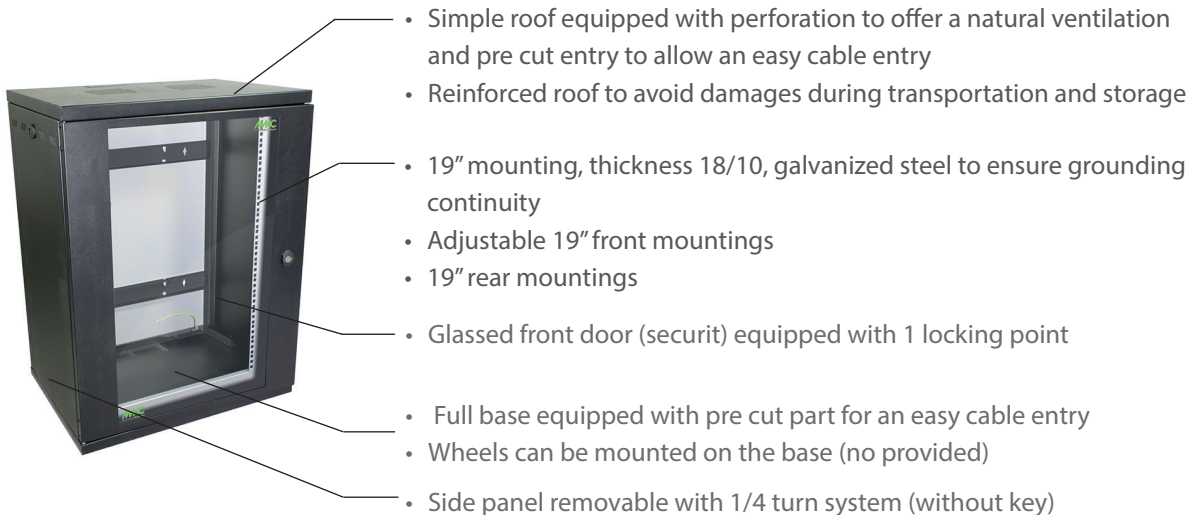 • Simple roof equipped with perforation to offer a natural ventilation
and pre cut entry to allow an easy cable entry
• Reinforced roof to avoid damages during transportation and storage
• 19” mounting, thickness 18/10, galvanized steel to ensure grounding
continuity
• Adjustable 19” front mountings
• 19” rear mountings
• Glassed front door (securit) equipped with 1 locking point
• Full base equipped with pre cut part for an easy cable entry
• Wheels can be mounted on the base (no provided)
• Side panel removable with 1/4 turn system (without key)